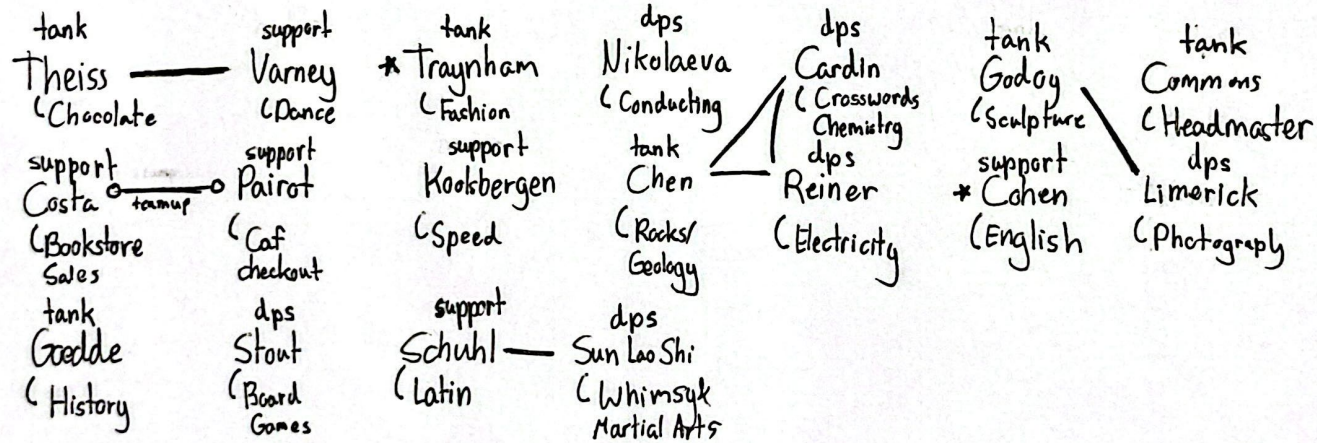 tank
Theiss
Chocolate
support
Varney
Dance
tank
* Traynham
Fashion
dps
Nikolaeva
Conducting
dps
Cardin
Crosswords
Chemistry
tank
Godoy
Sculpture
tank
Commons
Headmaster
support
Costa
Bookstore
Sales
teamup
support
Pairot
Caf
checkout
support
Koolsbergen
Speed
tank
Chen
Rocks/
Geology
dps
Reiner
Electricity
support
* Cohen
English
dps
Limerick
Photograply
tank
Goedde
History
dps
Stout
Board
Games
support
Schuhl
Latin
dps
Sun Lao Shi
Whimsyk
Martial Arts